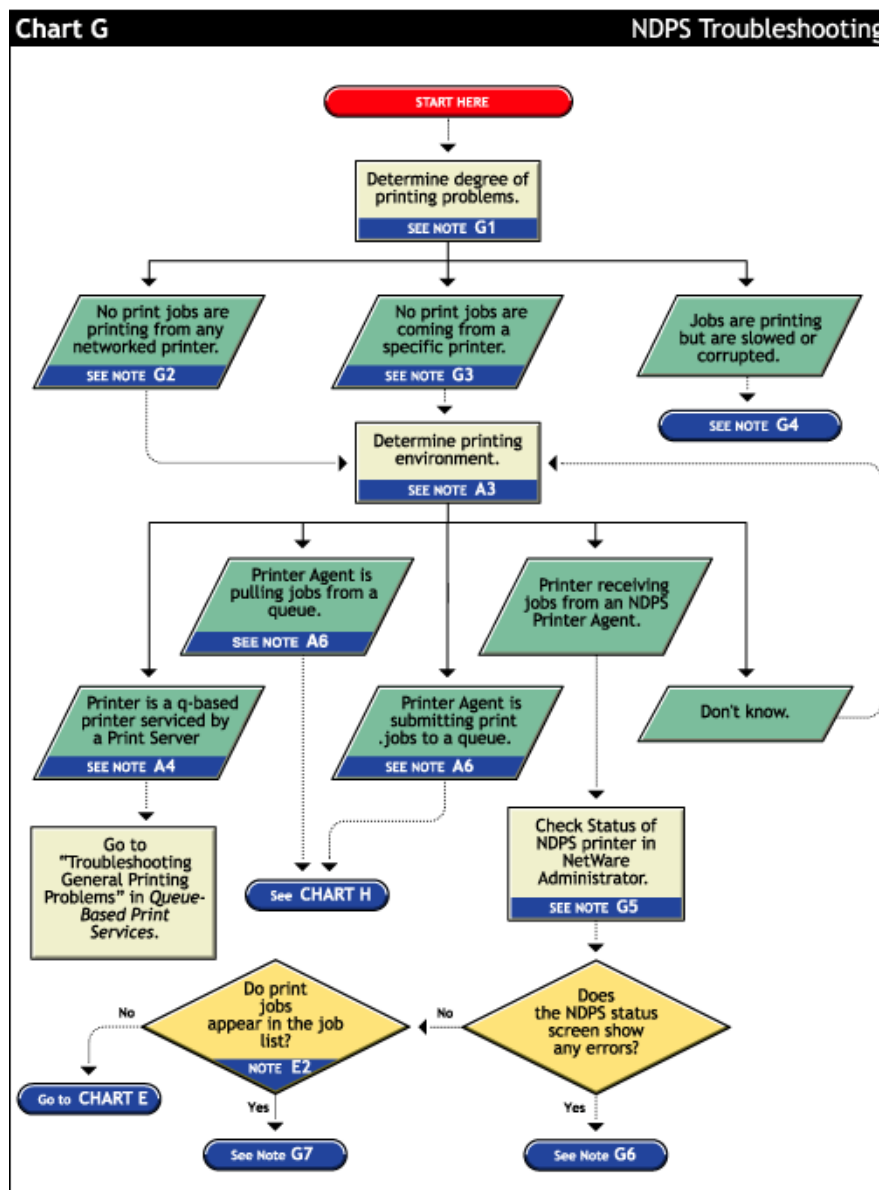 Chart G
NDPS Troubleshooting
START HERE
Determine degree of
printing problems.
SEE NOTE G1
No print jobs are
printing from any
networked printer.
SEE NOTE G2
No print jobs are
coming from a
specific printer.
SEE NOTE G3
Jobs are printing
but are slowed or
corrupted.
SEE NOTE G4
Determine printing
environment.
SEE NOTE A3
Printer Agent is
pulling jobs from a
queue.
SEE NOTE A6
Printer receiving
jobs from an NDPS
Printer Agent.
Printer is a q-based
printer serviced by
a Print Server
SEE NOTE A4
Printer Agent is
submitting print
.jobs to a queue.
SEE NOTE A6
Don't know.
Go to
“Troubleshooting
General Printing
Problems” in Queue-
Based Print
Services.
See CHART H
Check Status of
NDPS printer in
NetWare
Administrator.
SEE NOTE G5
Do print
jobs
appear in the job
list?
NOTE E2
Does
the NDPS status
screen show
any errors?
No
No
Go to CHART E
Yes
Yes
See Note G7
See Note G6